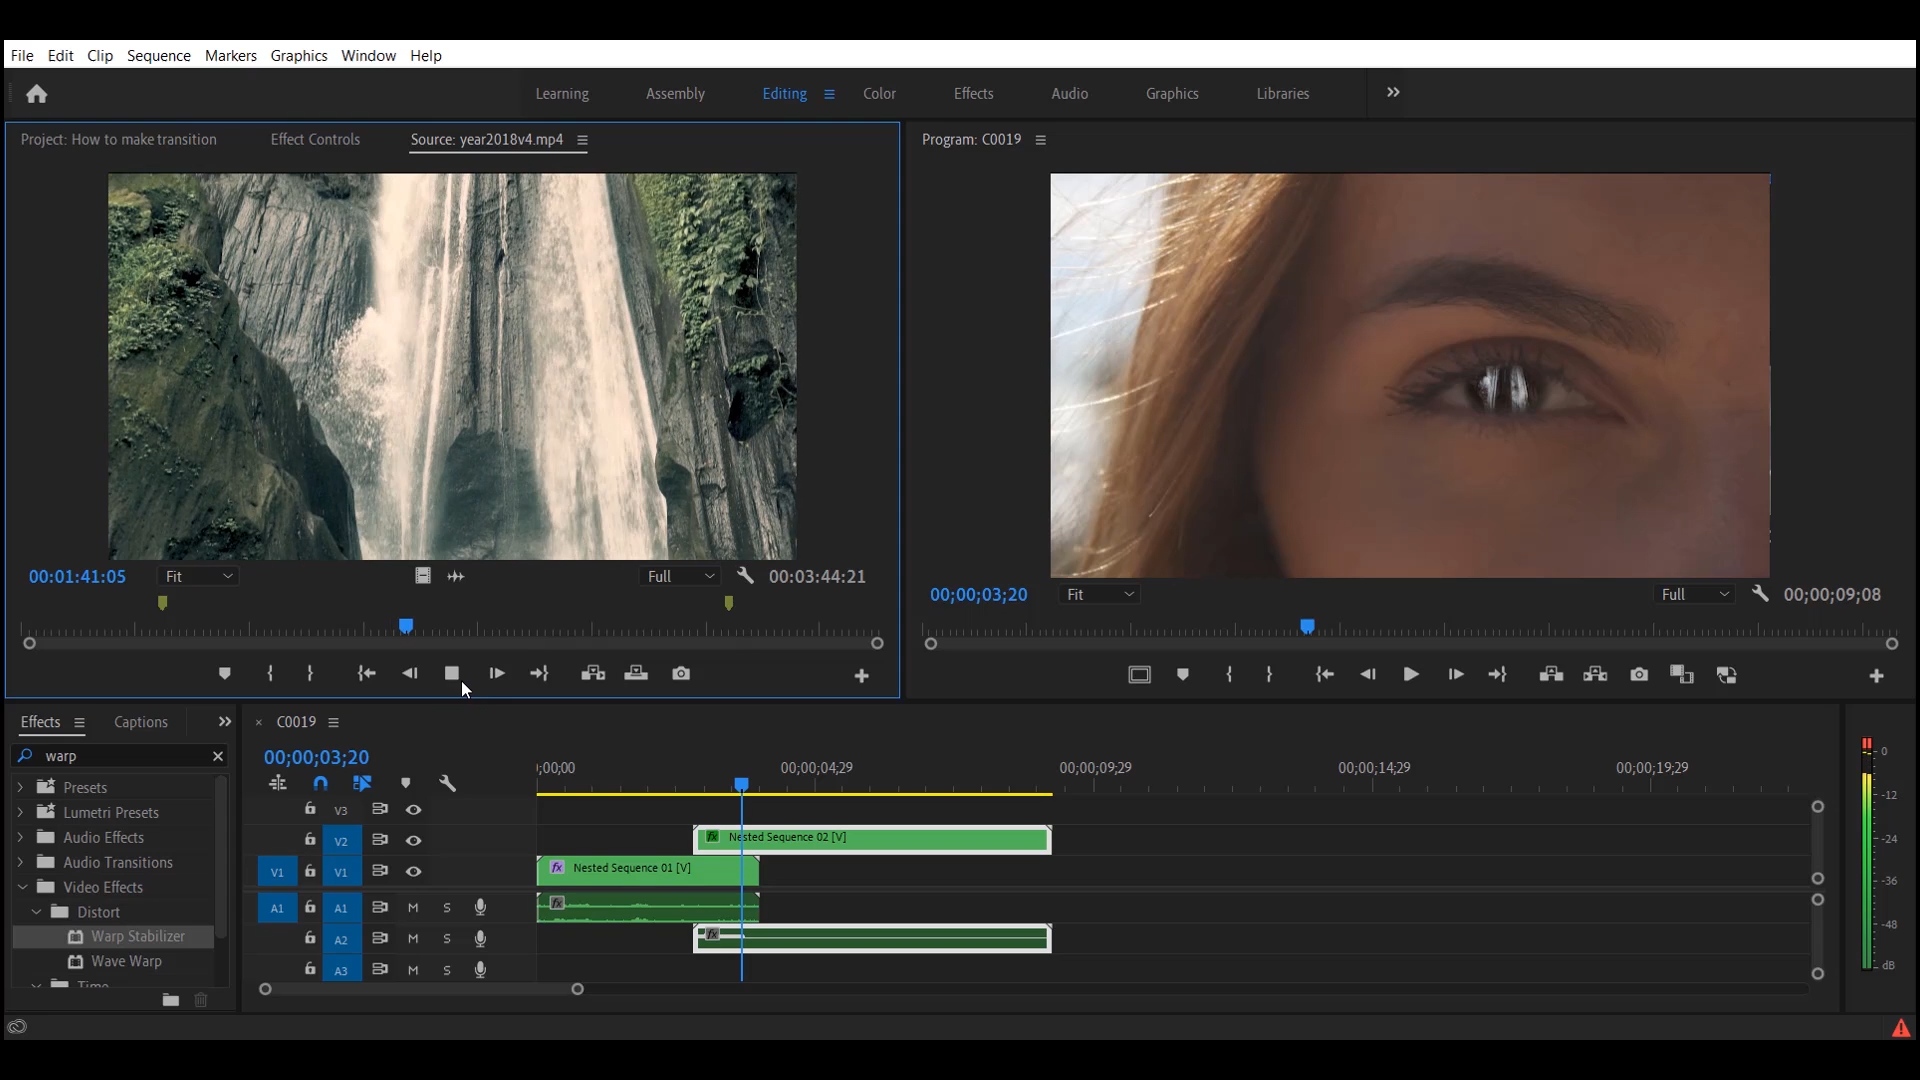 File Edit Clip Sequence Markers Graphics Window Help
Learning Assembly Editing Color Effects Audio Graphics Libraries
Project: How to make transition Effect Controls Source: year2018v4.mp4
Program: C0019
00:01:41:05 Fit Full 00:03:44:21
00;00;03;20 Fit Full 00;00;09;08
Effects Captions
C0019
warp
00;00;03;20
;00;00 00;00;04;29 00;00;09;29 00;00;14;29 00;00;19;29
Presets
Lumetri Presets
Audio Effects
Audio Transitions
Video Effects
Distort
Warp Stabilizer
Wave Warp
Time
V3
V2 fx Nested Sequence 02 [V]
V1 V1 fx Nested Sequence 01 [V]
A1 A1 M S fx
A2 M S fx
A3 M S
0
-12
-24
-36
-48
dB